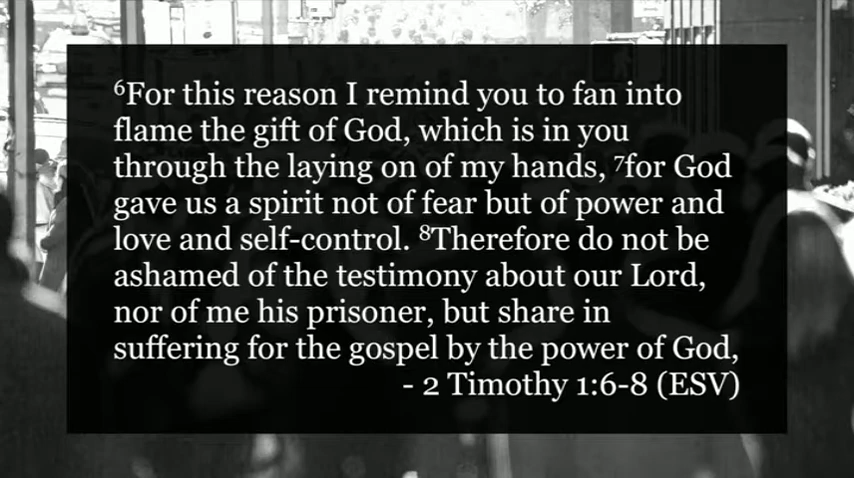 ⁶For this reason I remind you to fan into
flame the gift of God, which is in you
through the laying on of my hands, ⁷for God
gave us a spirit not of fear but of power and
love and self-control. ⁸Therefore do not be
ashamed of the testimony about our Lord,
nor of me his prisoner, but share in
suffering for the gospel by the power of God,
- 2 Timothy 1:6-8 (ESV)